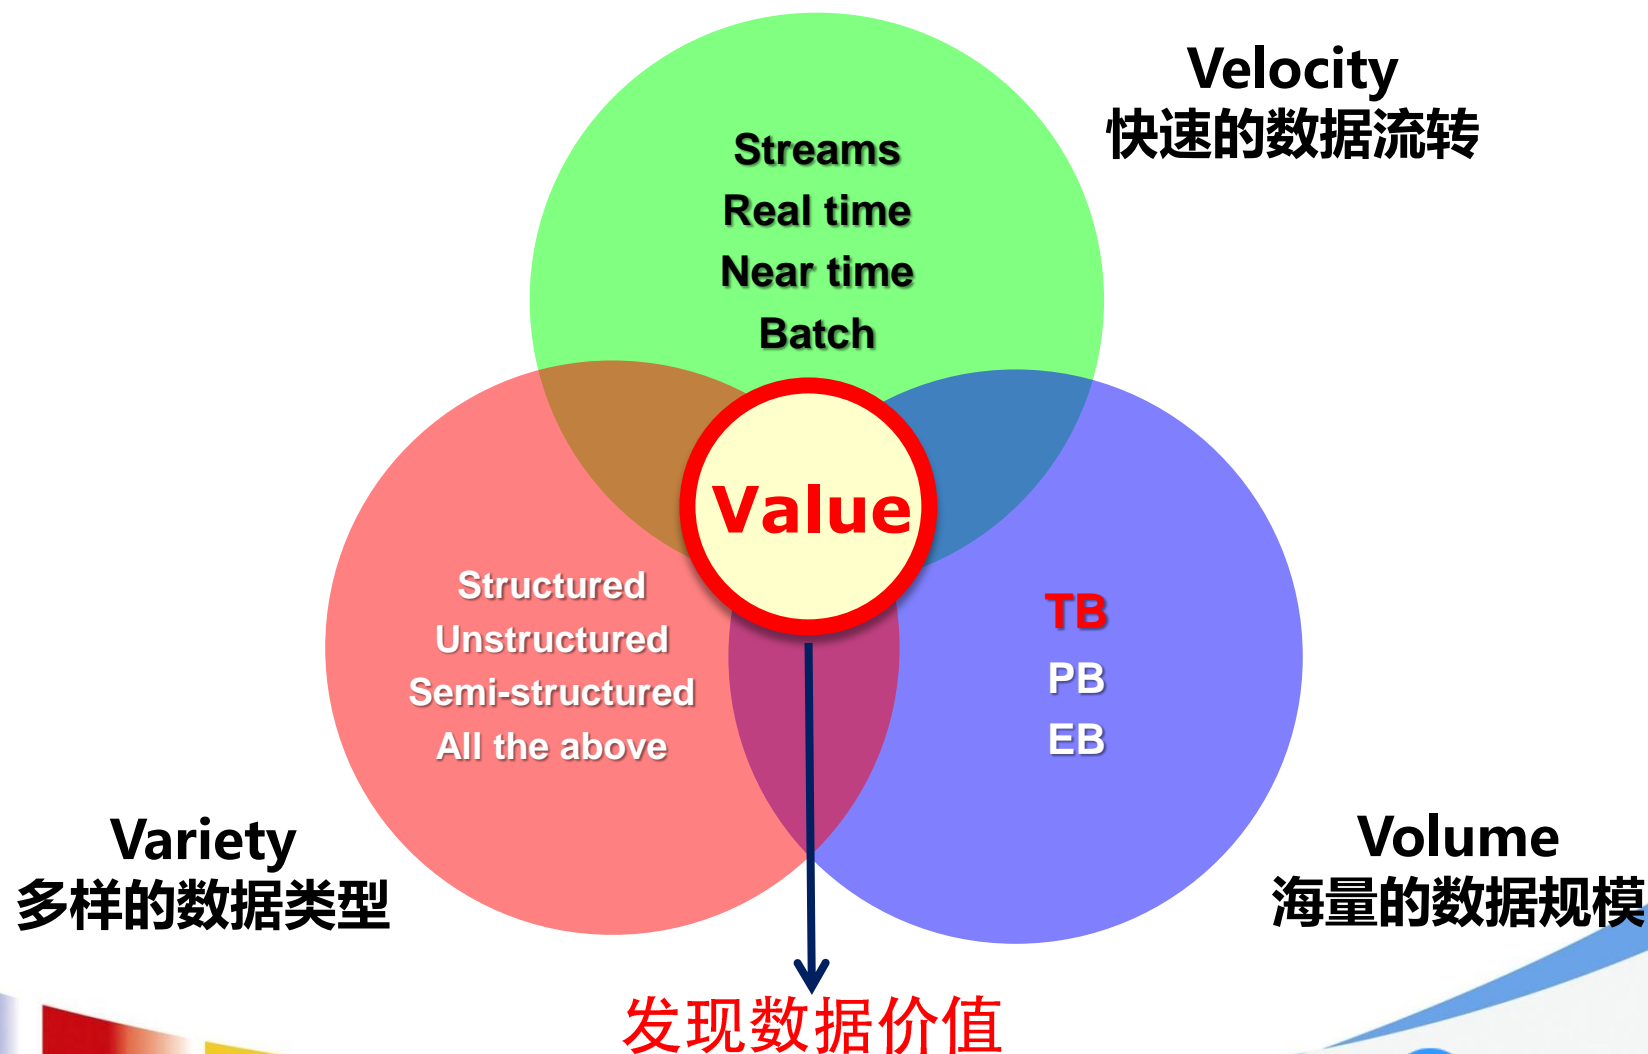 Velocity
快速的数据流转
Streams
Real time
Near time
Batch
Value
Structured
Unstructured
Semi-structured
All the above
TB
PB
EB
Variety
多样的数据类型
Volume
海量的数据规模
发现数据价值